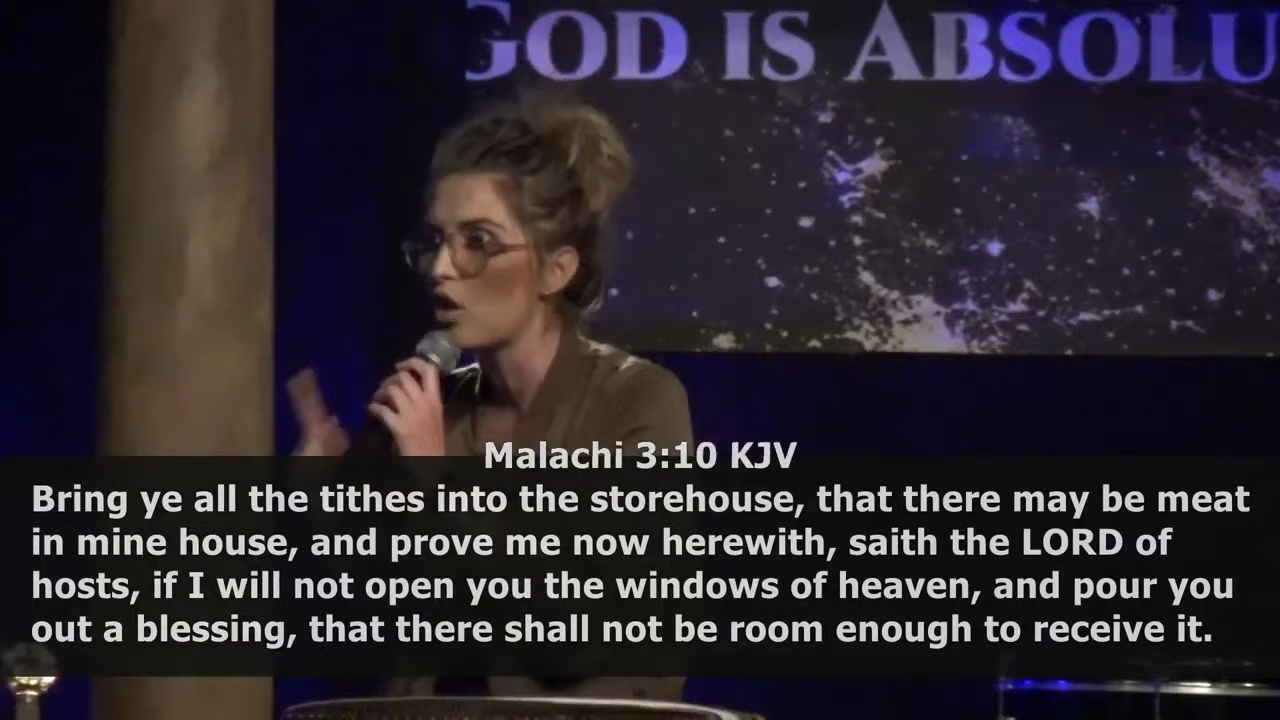 GOD IS ABSOLU
Malachi 3:10 KJV
Bring ye all the tithes into the storehouse, that there may be meat
in mine house, and prove me now herewith, saith the LORD of
hosts, if I will not open you the windows of heaven, and pour you
out a blessing, that there shall not be room enough to receive it.